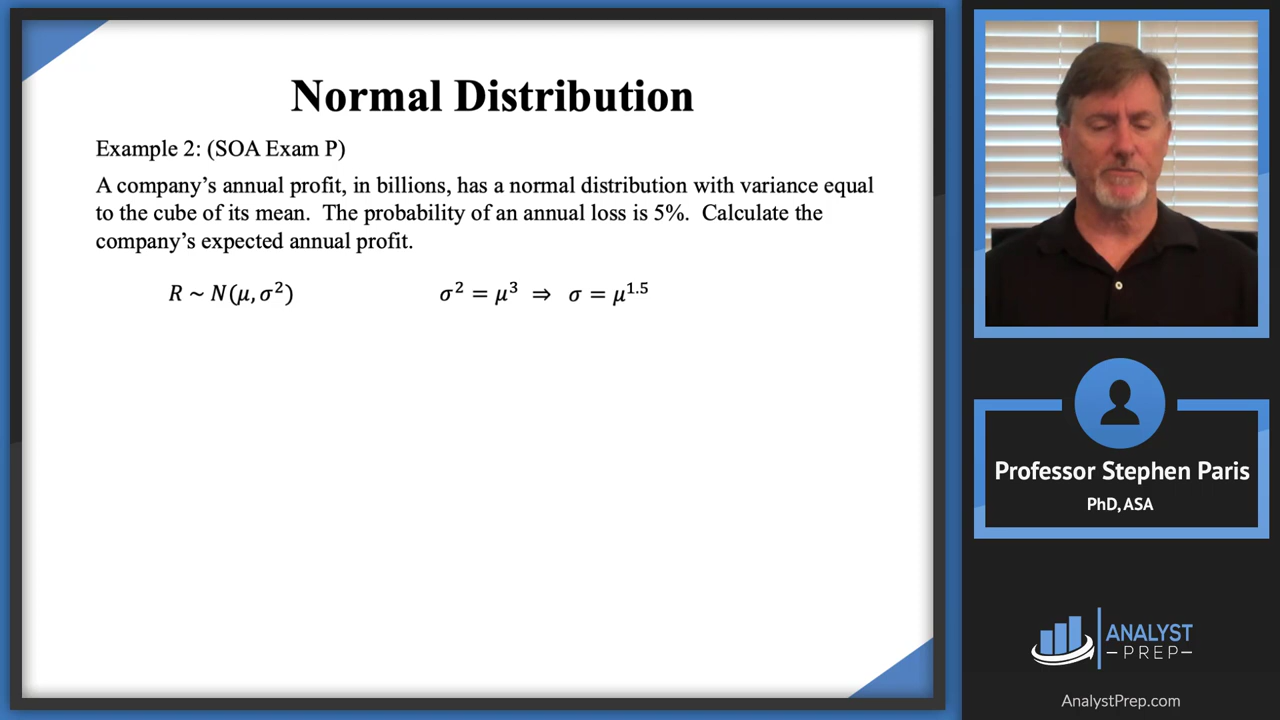 Normal Distribution
Example 2: (SOA Exam P)
A company’s annual profit, in billions, has a normal distribution with variance equal
to the cube of its mean.  The probability of an annual loss is 5%.  Calculate the
company’s expected annual profit.
R ~ N(μ, σ²)
σ² = μ³ ⇒ σ = μ¹·⁵
Professor Stephen Paris
PhD, ASA
ANALYST
–PREP–
AnalystPrep.com